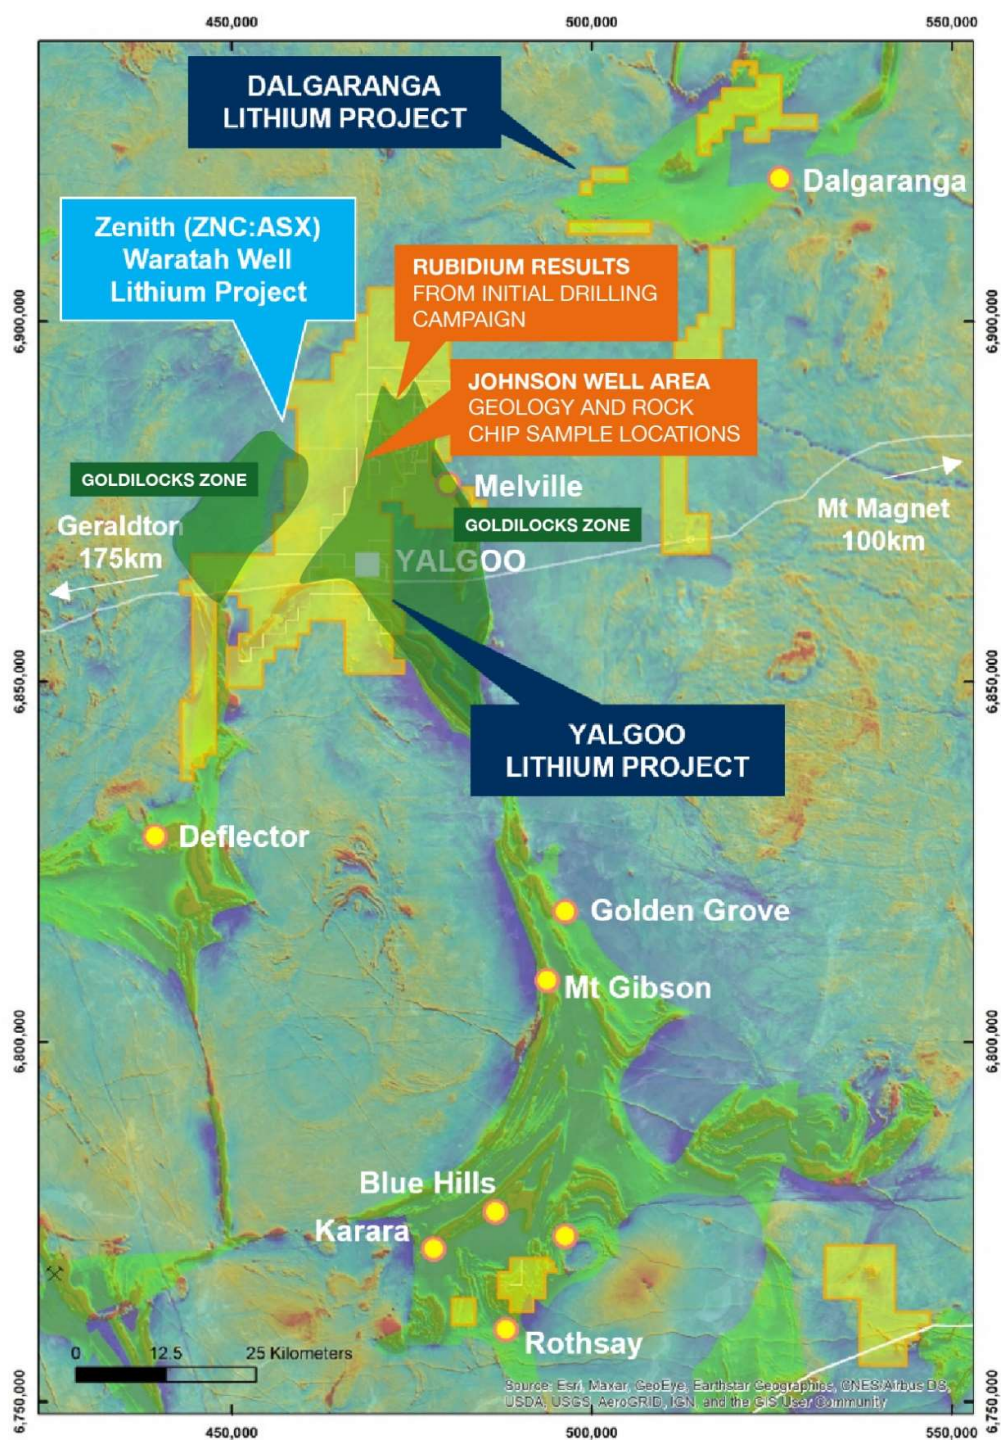 450,000
500,000
550,000
DALGARANGA
LITHIUM PROJECT
Dalgaranga
Zenith (ZNC:ASX)
Waratah Well
Lithium Project
RUBIDIUM RESULTS
FROM INITIAL DRILLING
CAMPAIGN
6,900,000
6,900,000
JOHNSON WELL AREA
GEOLOGY AND ROCK
CHIP SAMPLE LOCATIONS
GOLDILOCKS ZONE
Melville
GOLDILOCKS ZONE
Geraldton
175km
Mt Magnet
100km
YALGOO
6,850,000
6,850,000
YALGOO
LITHIUM PROJECT
Deflector
Golden Grove
Mt Gibson
6,800,000
6,800,000
Blue Hills
Karara
Rothsay
0
12.5
25 Kilometers
Source: Esri, Maxar, GeoEye, Earthstar Geographics, CNES/Airbus DS,
USDA, USGS, AeroGRID, IGN, and the GIS User Community
6,750,000
6,750,000
450,000
500,000
550,000